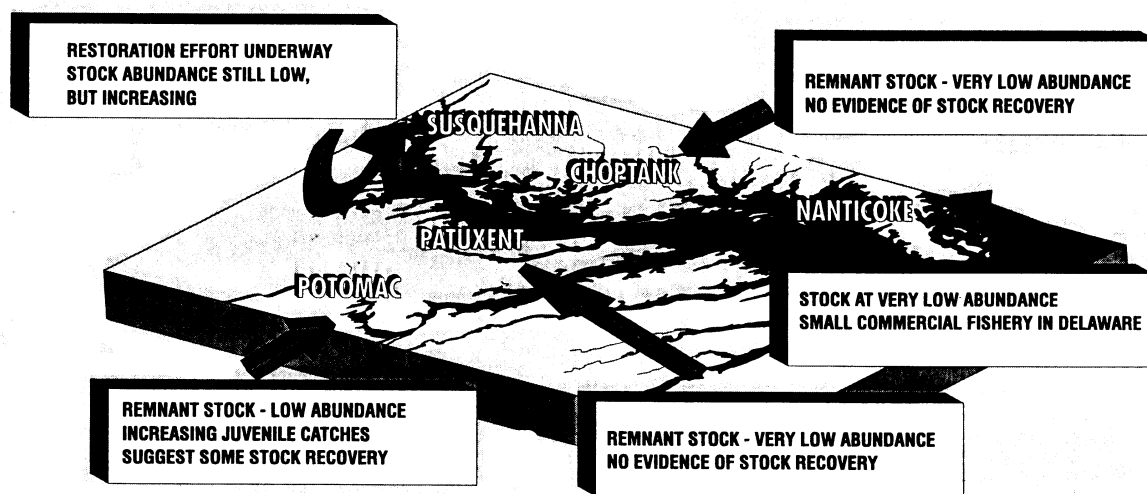 RESTORATION EFFORT UNDERWAY
STOCK ABUNDANCE STILL LOW,
BUT INCREASING
REMNANT STOCK - VERY LOW ABUNDANCE
NO EVIDENCE OF STOCK RECOVERY
SUSQUEHANNA
CHOPTANK
NANTICOKE
PATUXENT
POTOMAC
STOCK AT VERY LOW ABUNDANCE
SMALL COMMERCIAL FISHERY IN DELAWARE
REMNANT STOCK - LOW ABUNDANCE
INCREASING JUVENILE CATCHES
SUGGEST SOME STOCK RECOVERY
REMNANT STOCK - VERY LOW ABUNDANCE
NO EVIDENCE OF STOCK RECOVERY